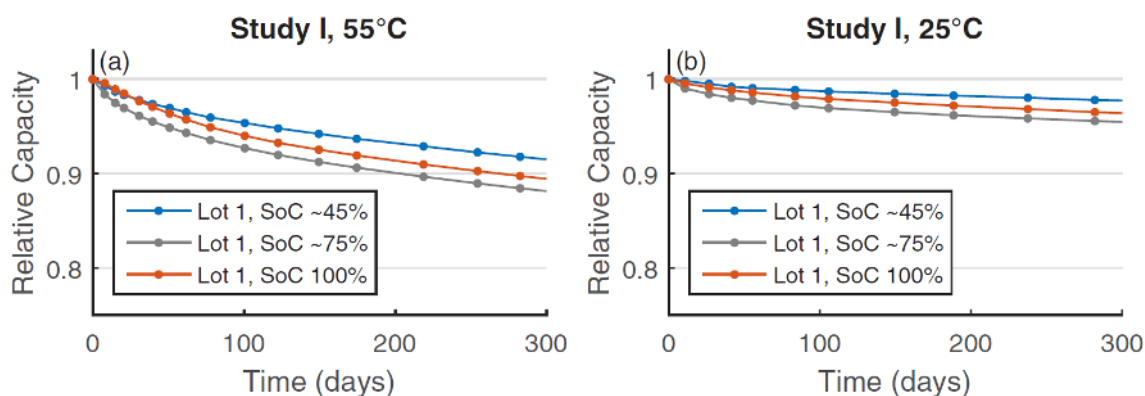 Study I, 55°C
(a)
Relative Capacity
1
0.9
0.8
Lot 1, SoC ~45%
Lot 1, SoC ~75%
Lot 1, SoC 100%
0 100 200 300
Time (days)
Study I, 25°C
(b)
Relative Capacity
1
0.9
0.8
Lot 1, SoC ~45%
Lot 1, SoC ~75%
Lot 1, SoC 100%
0 100 200 300
Time (days)